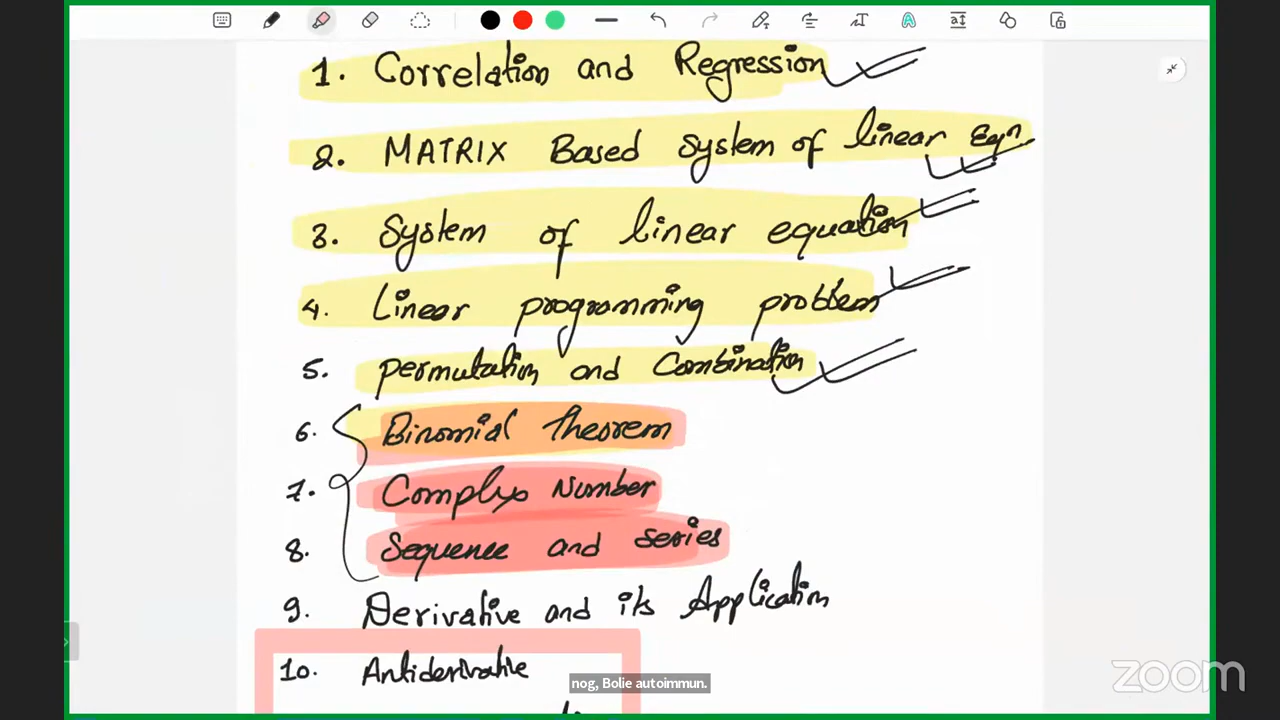 1. Correlation and Regression
2. MATRIX Based System of linear Eqn
3. System of linear equation
4. Linear programming problem
5. permutation and Combination
6. Binomial Theorem
7. Complex Number
8. Sequence and series
9. Derivative and its Application
10. Antiderivative
nog, Bolie autoimmun.
zoom